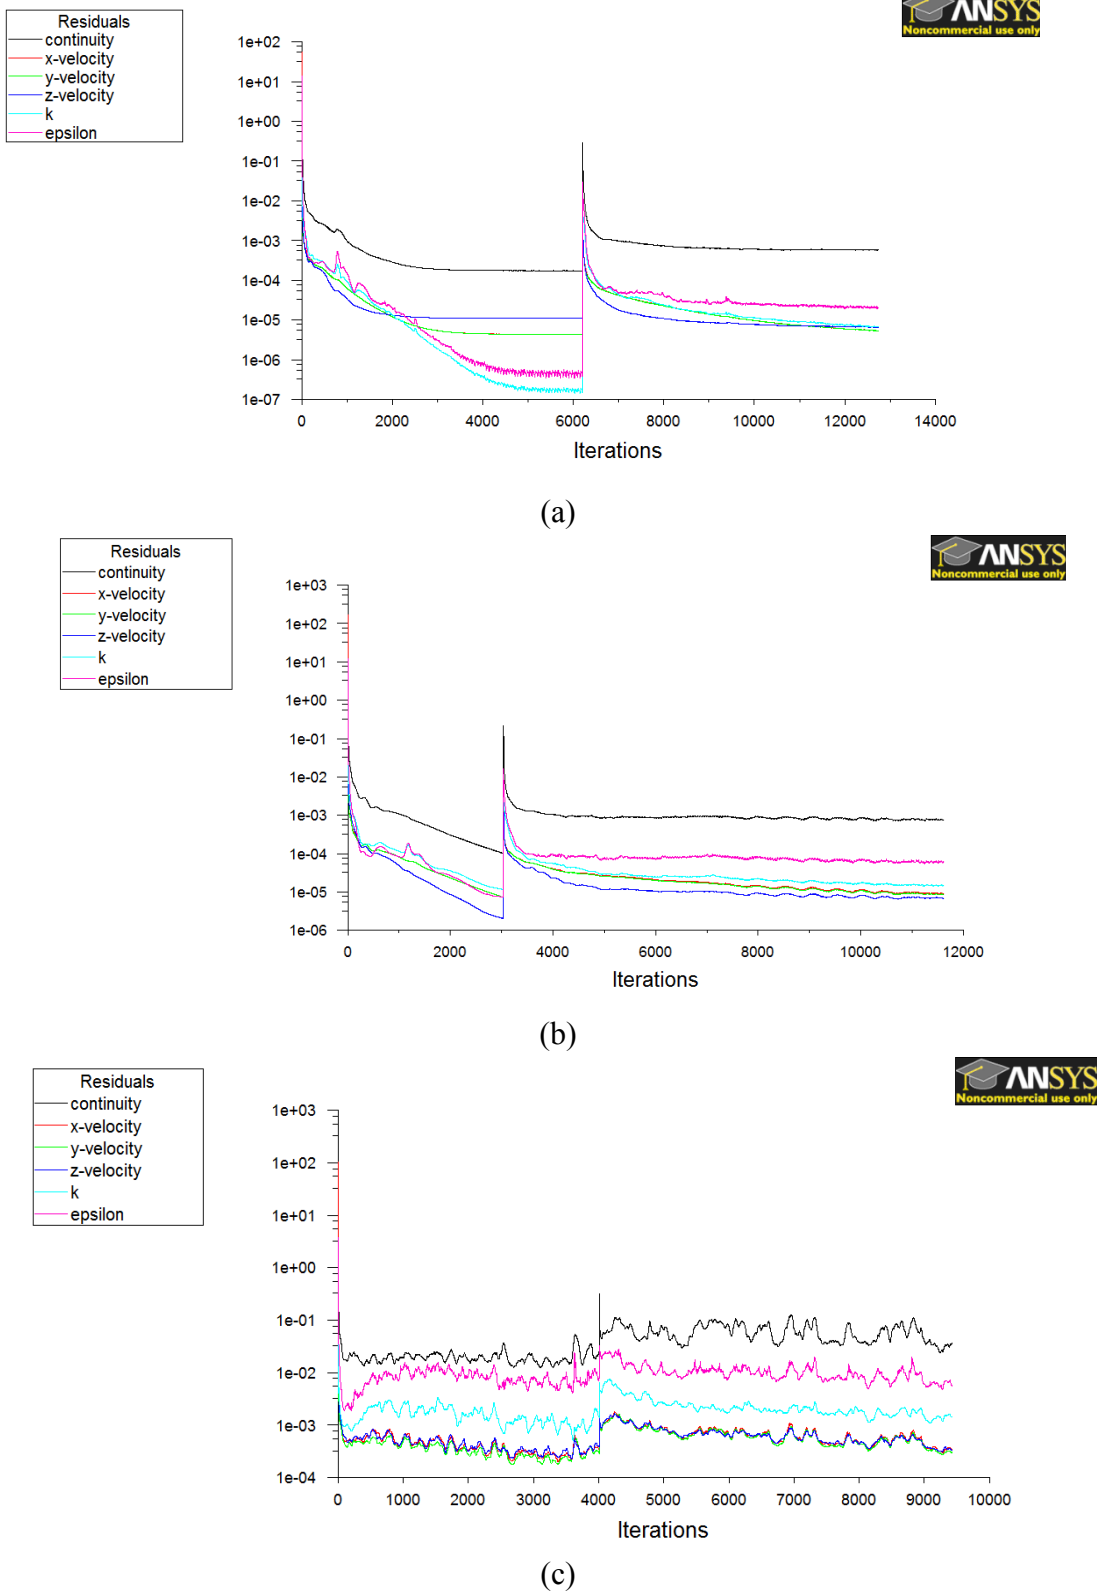 ANSYS
Noncommercial use only
Residuals
continuity
x-velocity
y-velocity
z-velocity
k
epsilon
1e+02
1e+01
1e+00
1e-01
1e-02
1e-03
1e-04
1e-05
1e-06
1e-07
0 2000 4000 6000 8000 10000 12000 14000
Iterations
(a)
ANSYS
Noncommercial use only
Residuals
continuity
x-velocity
y-velocity
z-velocity
k
epsilon
1e+03
1e+02
1e+01
1e+00
1e-01
1e-02
1e-03
1e-04
1e-05
1e-06
0 2000 4000 6000 8000 10000 12000
Iterations
(b)
ANSYS
Noncommercial use only
Residuals
continuity
x-velocity
y-velocity
z-velocity
k
epsilon
1e+03
1e+02
1e+01
1e+00
1e-01
1e-02
1e-03
1e-04
0 1000 2000 3000 4000 5000 6000 7000 8000 9000 10000
Iterations
(c)